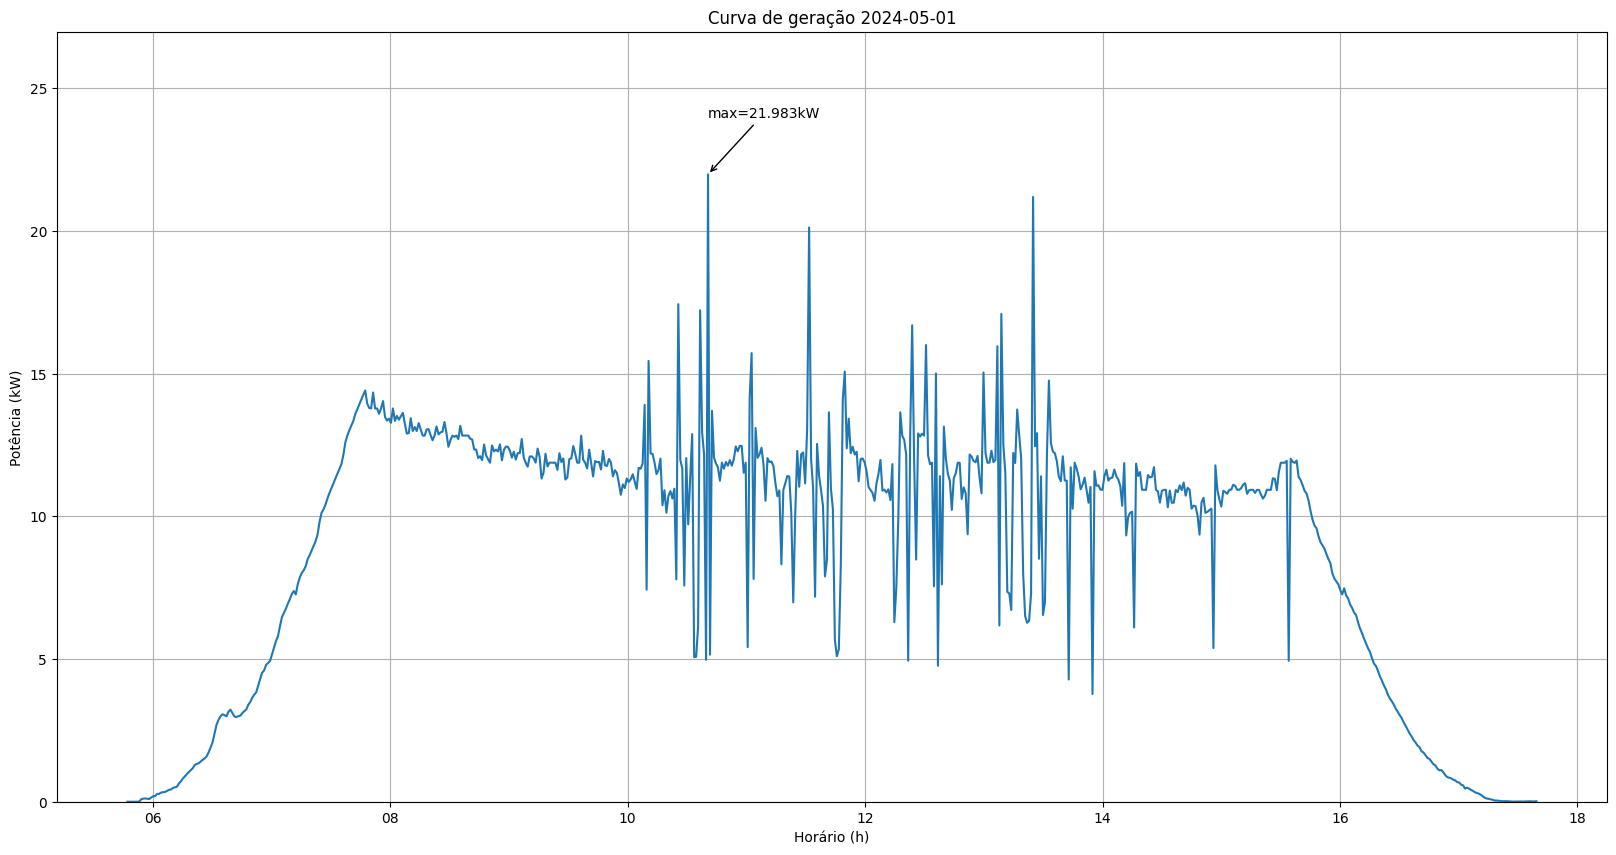 Curva de geração 2024-05-01
max=21.983kW
Potência (kW)
25
20
15
10
5
0
06 08 10 12 14 16 18
Horário (h)